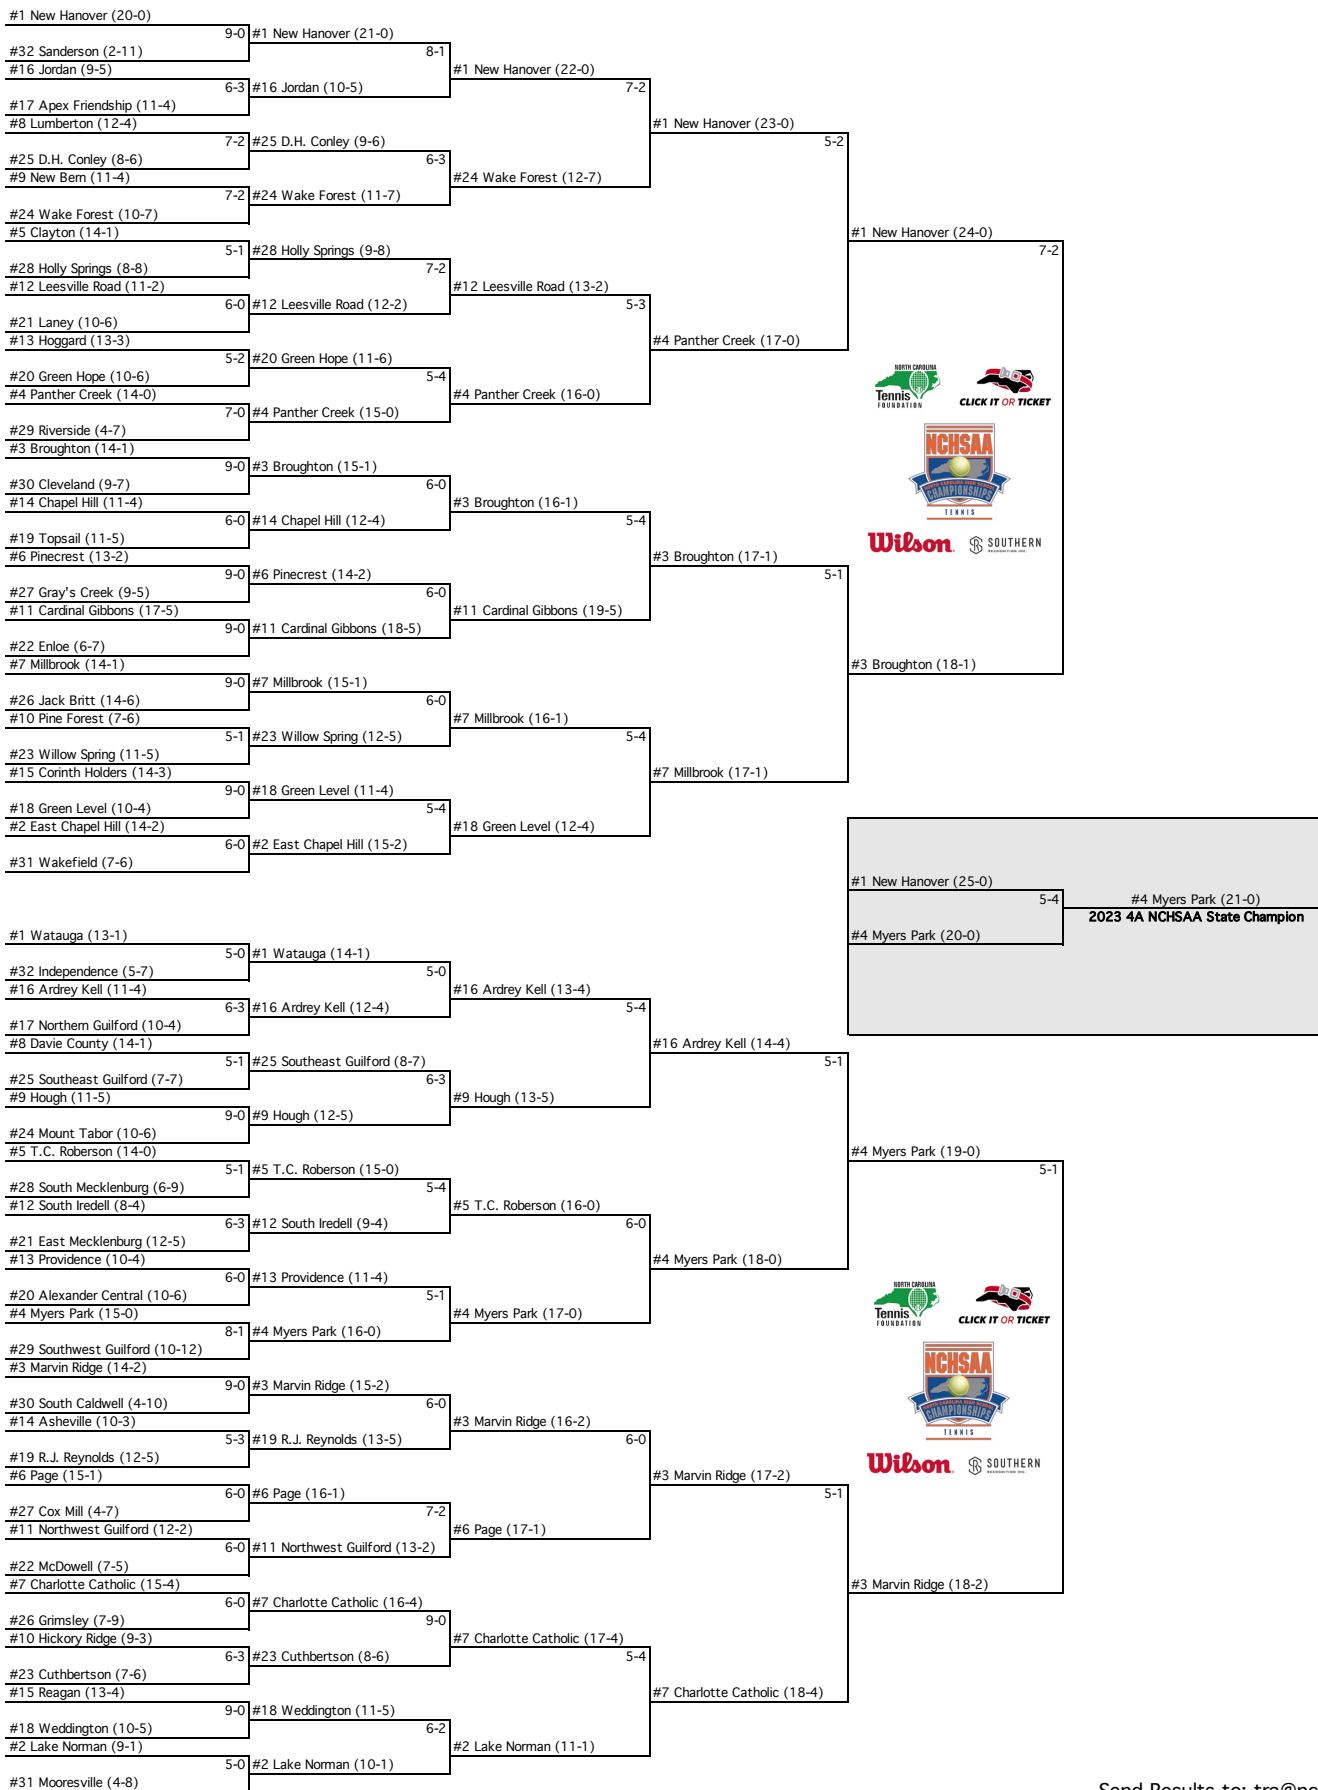 #1 New Hanover (20-0)
9-0
#32 Sanderson (2-11)
#16 Jordan (9-5)
6-3
#17 Apex Friendship (11-4)
#8 Lumberton (12-4)
7-2
#25 D.H. Conley (8-6)
#9 New Bern (11-4)
7-2
#24 Wake Forest (10-7)
#5 Clayton (14-1)
5-1
#28 Holly Springs (8-8)
#12 Leesville Road (11-2)
6-0
#21 Laney (10-6)
#13 Hoggard (13-3)
5-2
#20 Green Hope (10-6)
#4 Panther Creek (14-0)
7-0
#29 Riverside (4-7)
#3 Broughton (14-1)
9-0
#30 Cleveland (9-7)
#14 Chapel Hill (11-4)
6-0
#19 Topsail (11-5)
#6 Pinecrest (13-2)
9-0
#27 Gray's Creek (9-5)
#11 Cardinal Gibbons (17-5)
9-0
#22 Enloe (6-7)
#7 Millbrook (14-1)
9-0
#26 Jack Britt (14-6)
#10 Pine Forest (7-6)
5-1
#23 Willow Spring (11-5)
#15 Corinth Holders (14-3)
9-0
#18 Green Level (10-4)
#2 East Chapel Hill (14-2)
6-0
#31 Wakefield (7-6)
#1 New Hanover (21-0)
8-1
#16 Jordan (10-5)
#25 D.H. Conley (9-6)
6-3
#24 Wake Forest (11-7)
#28 Holly Springs (9-8)
7-2
#12 Leesville Road (12-2)
#20 Green Hope (11-6)
5-4
#4 Panther Creek (15-0)
#3 Broughton (15-1)
6-0
#14 Chapel Hill (12-4)
#6 Pinecrest (14-2)
6-0
#11 Cardinal Gibbons (18-5)
#7 Millbrook (15-1)
6-0
#23 Willow Spring (12-5)
#18 Green Level (11-4)
5-4
#2 East Chapel Hill (15-2)
#1 New Hanover (22-0)
7-2
#24 Wake Forest (12-7)
#12 Leesville Road (13-2)
5-3
#4 Panther Creek (16-0)
#3 Broughton (16-1)
5-4
#11 Cardinal Gibbons (19-5)
#7 Millbrook (16-1)
5-4
#18 Green Level (12-4)
#1 New Hanover (23-0)
5-2
#4 Panther Creek (17-0)
#3 Broughton (17-1)
5-1
#7 Millbrook (17-1)
#1 New Hanover (24-0)
7-2
#3 Broughton (18-1)
NORTH CAROLINA
Tennis
FOUNDATION
CLICK IT OR TICKET
NCHSAA
NORTH CAROLINA HIGH SCHOOL
CHAMPIONSHIPS
TENNIS
Wilson.
SOUTHERN
RECOGNITION INC.
#1 New Hanover (25-0)
5-4
#4 Myers Park (20-0)
#4 Myers Park (21-0)
2023 4A NCHSAA State Champion
#1 Watauga (13-1)
5-0
#32 Independence (5-7)
#16 Ardrey Kell (11-4)
6-3
#17 Northern Guilford (10-4)
#8 Davie County (14-1)
5-1
#25 Southeast Guilford (7-7)
#9 Hough (11-5)
9-0
#24 Mount Tabor (10-6)
#5 T.C. Roberson (14-0)
5-1
#28 South Mecklenburg (6-9)
#12 South Iredell (8-4)
6-3
#21 East Mecklenburg (12-5)
#13 Providence (10-4)
6-0
#20 Alexander Central (10-6)
#4 Myers Park (15-0)
8-1
#29 Southwest Guilford (10-12)
#3 Marvin Ridge (14-2)
9-0
#30 South Caldwell (4-10)
#14 Asheville (10-3)
5-3
#19 R.J. Reynolds (12-5)
#6 Page (15-1)
6-0
#27 Cox Mill (4-7)
#11 Northwest Guilford (12-2)
6-0
#22 McDowell (7-5)
#7 Charlotte Catholic (15-4)
6-0
#26 Grimsley (7-9)
#10 Hickory Ridge (9-3)
6-3
#23 Cuthbertson (7-6)
#15 Reagan (13-4)
9-0
#18 Weddington (10-5)
#2 Lake Norman (9-1)
5-0
#31 Mooresville (4-8)
#1 Watauga (14-1)
5-0
#16 Ardrey Kell (12-4)
#25 Southeast Guilford (8-7)
6-3
#9 Hough (12-5)
#5 T.C. Roberson (15-0)
5-4
#12 South Iredell (9-4)
#13 Providence (11-4)
5-1
#4 Myers Park (16-0)
#3 Marvin Ridge (15-2)
6-0
#19 R.J. Reynolds (13-5)
#6 Page (16-1)
7-2
#11 Northwest Guilford (13-2)
#7 Charlotte Catholic (16-4)
9-0
#23 Cuthbertson (8-6)
#18 Weddington (11-5)
6-2
#2 Lake Norman (10-1)
#16 Ardrey Kell (13-4)
5-4
#9 Hough (13-5)
#5 T.C. Roberson (16-0)
6-0
#4 Myers Park (17-0)
#3 Marvin Ridge (16-2)
6-0
#6 Page (17-1)
#7 Charlotte Catholic (17-4)
5-4
#2 Lake Norman (11-1)
#16 Ardrey Kell (14-4)
5-1
#4 Myers Park (18-0)
#3 Marvin Ridge (17-2)
5-1
#7 Charlotte Catholic (18-4)
#4 Myers Park (19-0)
5-1
#3 Marvin Ridge (18-2)
NORTH CAROLINA
Tennis
FOUNDATION
CLICK IT OR TICKET
NCHSAA
NORTH CAROLINA HIGH SCHOOL
CHAMPIONSHIPS
TENNIS
Wilson.
SOUTHERN
RECOGNITION INC.
Send Results to: tra@nc